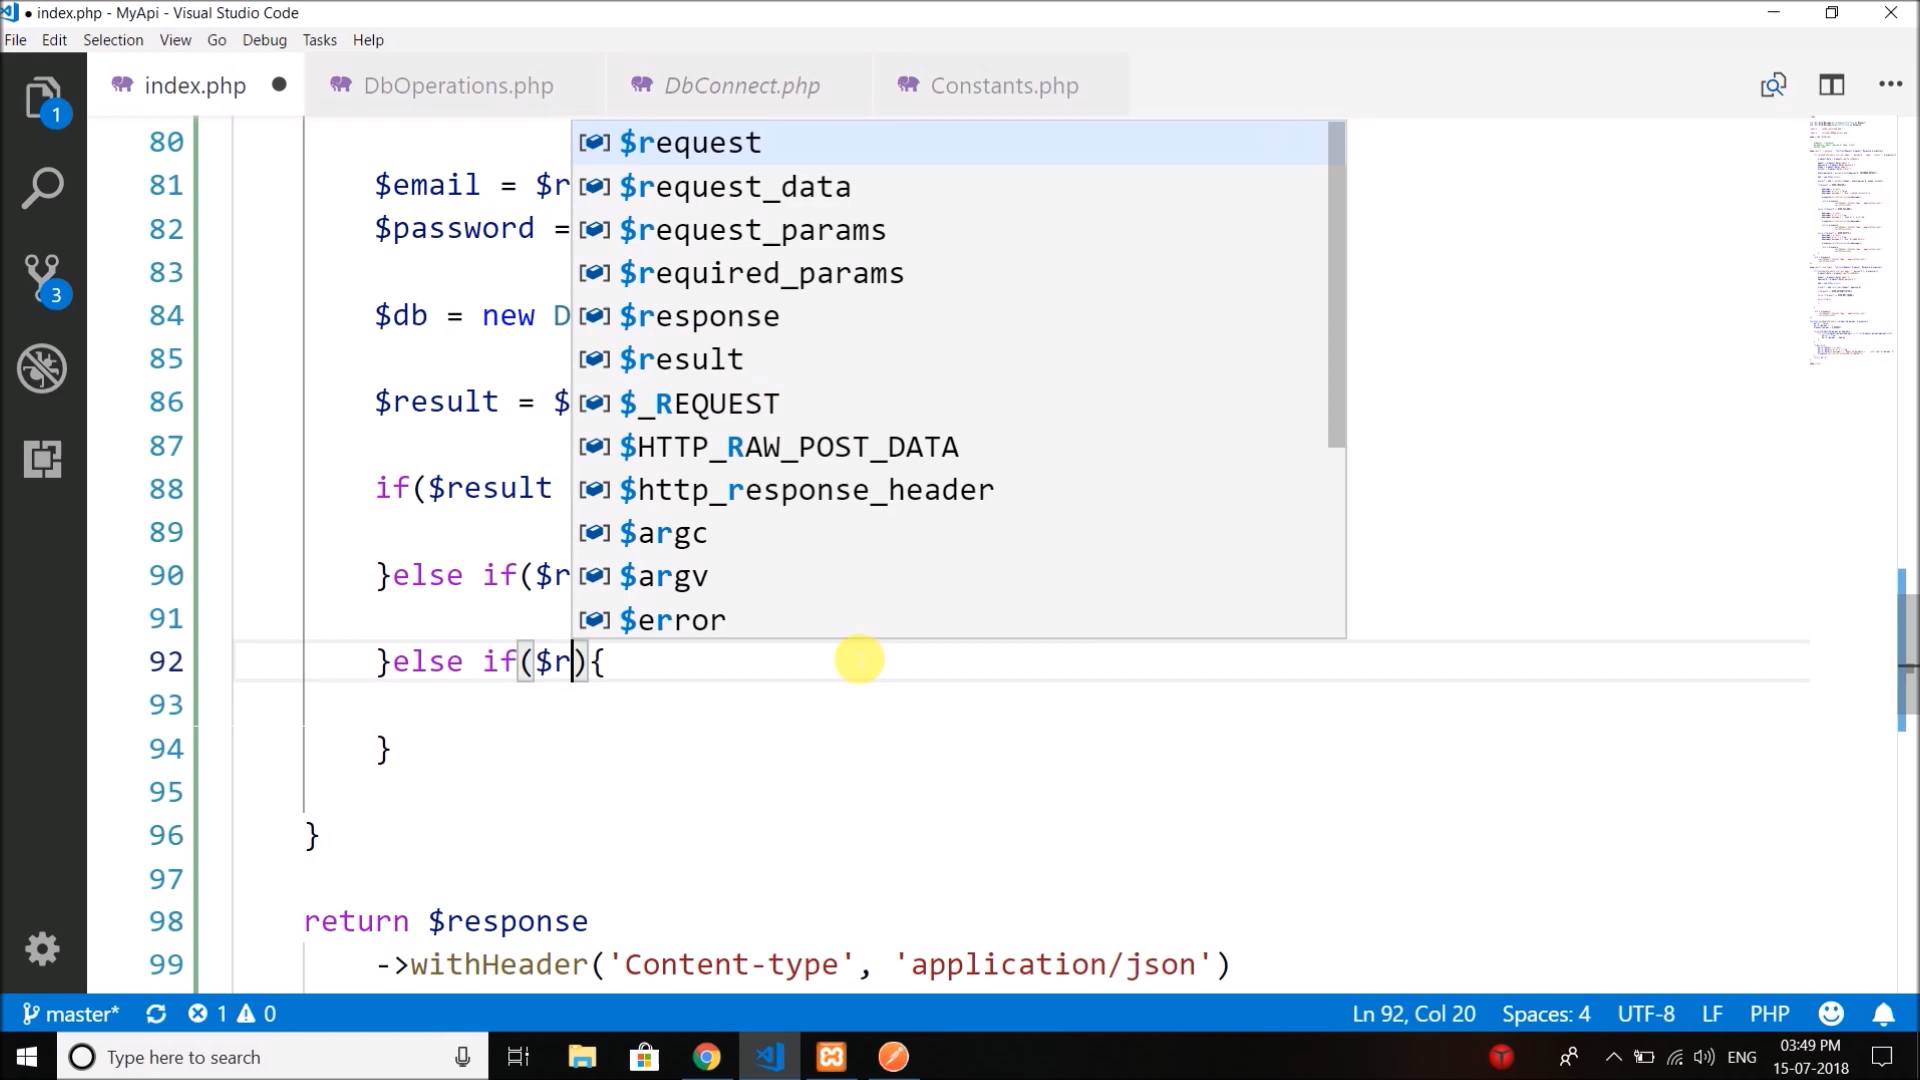 index.php - MyApi - Visual Studio Code
File Edit Selection View Go Debug Tasks Help
index.php DbOperations.php DbConnect.php Constants.php
80
81 $email = $r
82 $password =
83
84 $db = new D
85
86 $result = $
87
88 if($result
89
90 }else if($r
91
92 }else if($r){
93
94 }
95
96 }
97
98 return $response
99 ->withHeader('Content-type', 'application/json')
$request
$request_data
$request_params
$required_params
$response
$result
$_REQUEST
$HTTP_RAW_POST_DATA
$http_response_header
$argc
$argv
$error
1
3
master* 1 0 Ln 92, Col 20 Spaces: 4 UTF-8 LF PHP
Type here to search
ENG
03:49 PM
15-07-2018